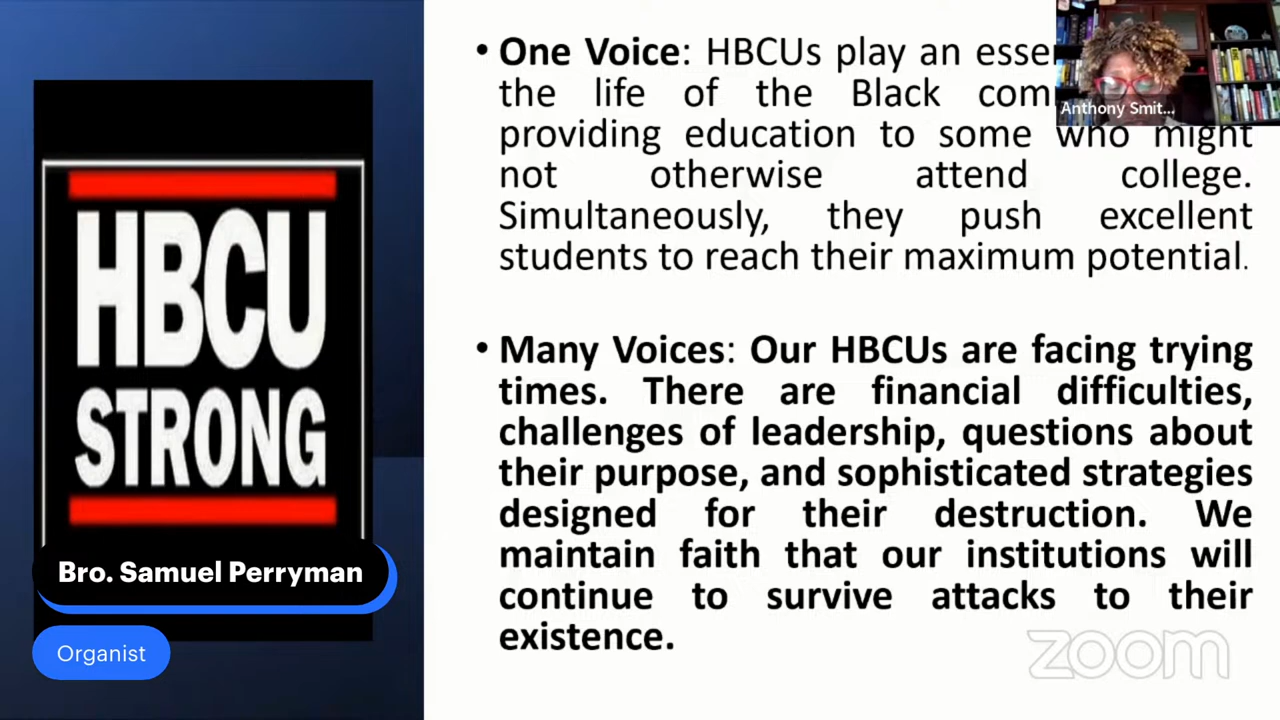 • One Voice: HBCUs play an esse
the life of the Black com
providing education to some who might
not otherwise attend college.
Simultaneously, they push excellent
students to reach their maximum potential.
• Many Voices: Our HBCUs are facing trying
times. There are financial difficulties,
challenges of leadership, questions about
their purpose, and sophisticated strategies
designed for their destruction. We
maintain faith that our institutions will
continue to survive attacks to their
existence.
Anthony Smit...
HBCU
STRONG
Bro. Samuel Perryman
Organist
zoom